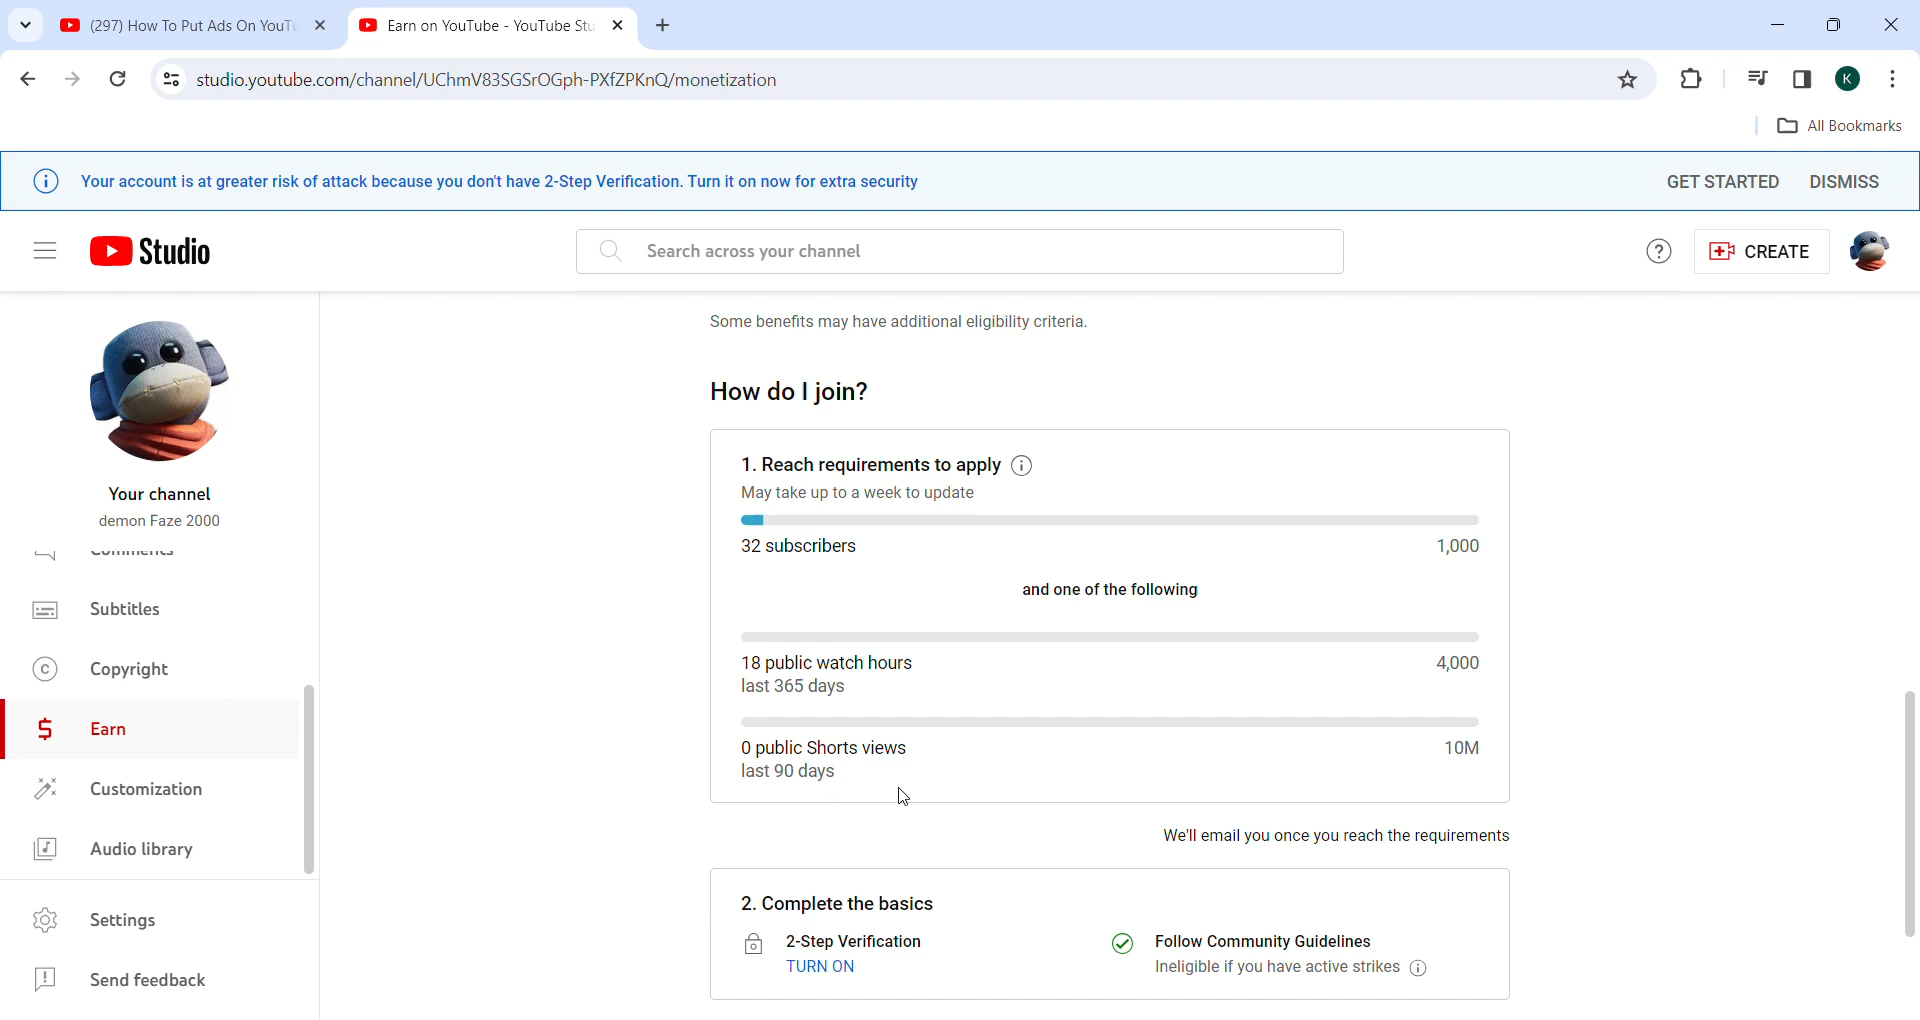 (297) How To Put Ads On YouTu
Earn on YouTube - YouTube Stu
studio.youtube.com/channel/UChmV83SGSrOGph-PXfZPKnQ/monetization
K
All Bookmarks
Your account is at greater risk of attack because you don't have 2-Step Verification. Turn it on now for extra security
GET STARTED
DISMISS
Studio
Search across your channel
CREATE
Your channel
demon Faze 2000
Comments
Subtitles
Copyright
Earn
Customization
Audio library
Settings
Send feedback
Some benefits may have additional eligibility criteria.
How do I join?
1. Reach requirements to apply
May take up to a week to update
32 subscribers 1,000
and one of the following
18 public watch hours 4,000
last 365 days
0 public Shorts views 10M
last 90 days
We'll email you once you reach the requirements
2. Complete the basics
2-Step Verification
TURN ON
Follow Community Guidelines
Ineligible if you have active strikes